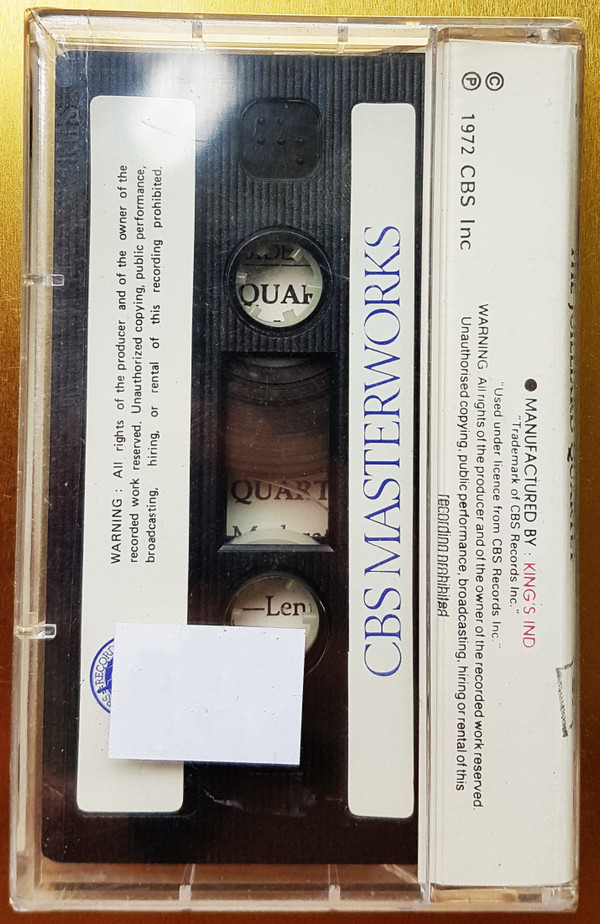 WARNING : All rights of the producer and of the owner of the
recorded work reserved. Unauthorized copying, public performance,
broadcasting, hiring, or rental of this recording prohibited.
RECORD
QUAR
QUART
—Len
CBS MASTERWORKS
Ⓟ © 1972 CBS Inc
● MANUFACTURED BY : KING'S IND
"Trademark of CBS Records Inc."
"Used under licence from CBS Records Inc."
WARNING All rights of the producer and of the owner of the recorded work reserved.
Unauthorised copying, public performance, broadcasting, hiring or rental of this
recording prohibited